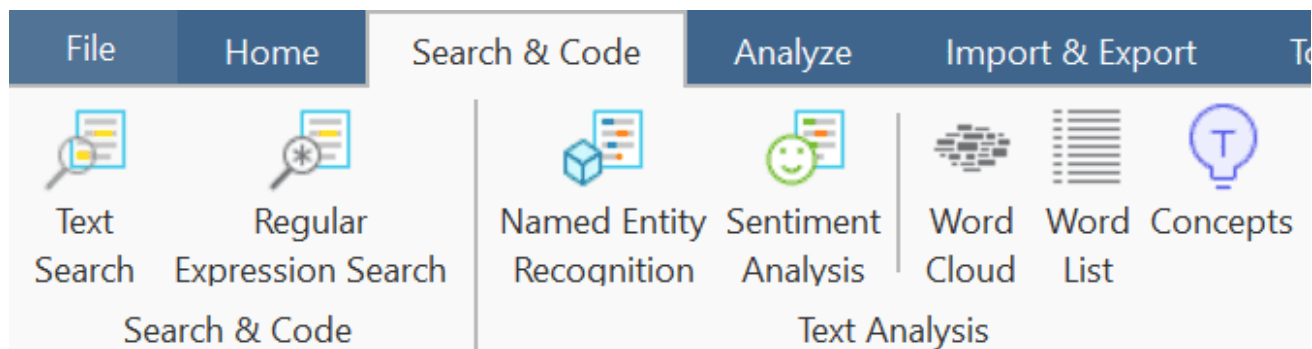 File Home Search & Code Analyze Import & Export
Text Regular Named Entity Sentiment Word Word Concepts
Search Expression Search Recognition Analysis Cloud List
Search & Code Text Analysis